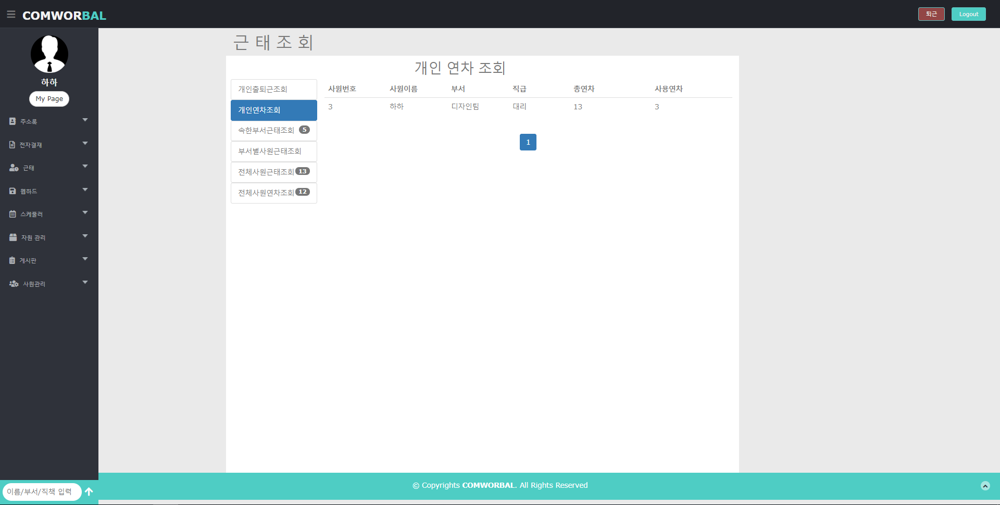 COMWORBAL
퇴근
Logout
하하
My Page
주소록
전자결재
근태
웹하드
스케쥴러
자원 관리
게시판
사원관리
이름/부서/직책 입력
근 태 조 회
개인 연차 조회
개인출퇴근조회
개인연차조회
속한부서근태조회 5
부서별사원근태조회
전체사원근태조회 13
전체사원연차조회 12
사원번호 사원이름 부서 직급 총연차 사용연차
3 하하 디자인팀 대리 13 3
1
© Copyrights COMWORBAL. All Rights Reserved